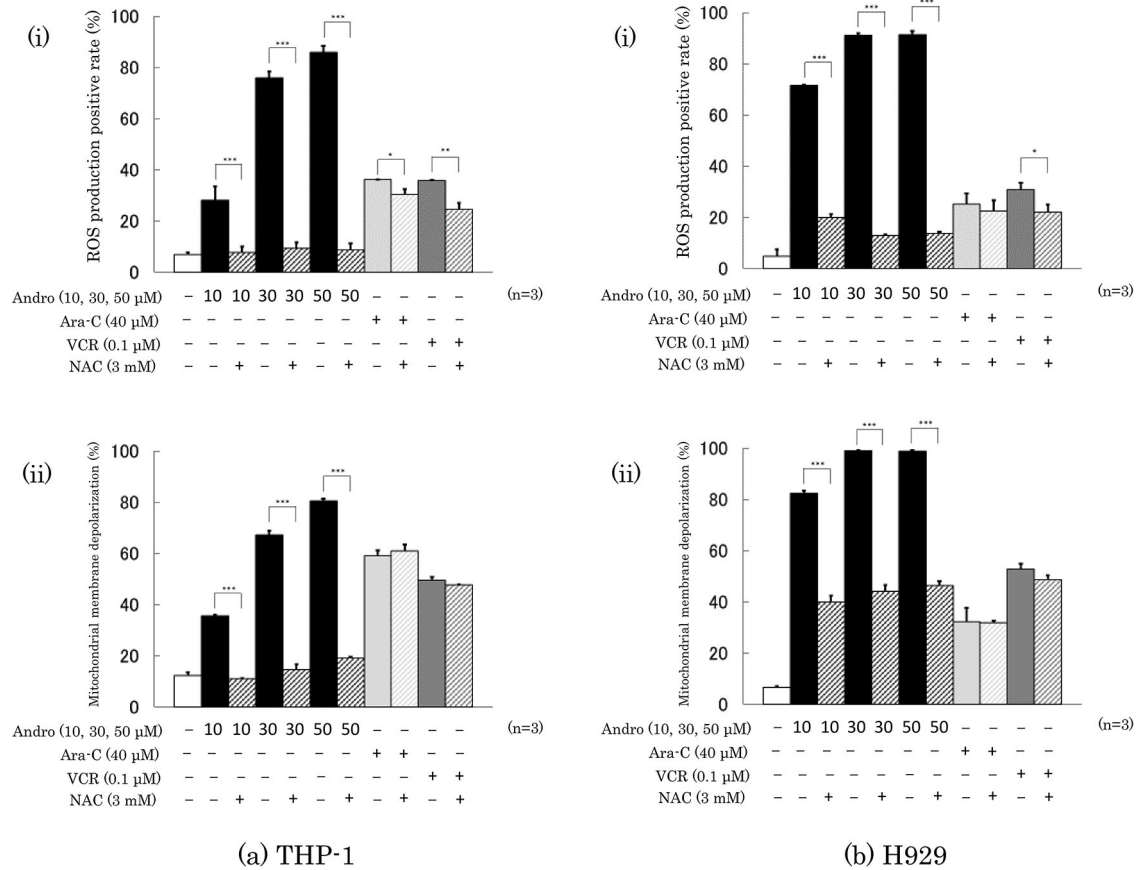 (i)
ROS production positive rate (%)
100
80
60
40
20
0
***
***
***
*
**
Andro (10, 30, 50 μM) – 10 10 30 30 50 50 – – – – (n=3)
Ara-C (40 μM) – – – – – – – + + – –
VCR (0.1 μM) – – – – – – – – – + +
NAC (3 mM) – – + – + – + – + – +
(i)
ROS production positive rate (%)
100
80
60
40
20
0
***
***
***
*
Andro (10, 30, 50 μM) – 10 10 30 30 50 50 – – – – (n=3)
Ara-C (40 μM) – – – – – – – + + – –
VCR (0.1 μM) – – – – – – – – – + +
NAC (3 mM) – – + – + – + – + – +
(ii)
Mitochondrial membrane depolarization (%)
100
80
60
40
20
0
***
***
***
Andro (10, 30, 50 μM) – 10 10 30 30 50 50 – – – – (n=3)
Ara-C (40 μM) – – – – – – – + + – –
VCR (0.1 μM) – – – – – – – – – + +
NAC (3 mM) – – + – + – + – + – +
(ii)
Mitochondrial membrane depolarization (%)
100
80
60
40
20
0
***
***
***
Andro (10, 30, 50 μM) – 10 10 30 30 50 50 – – – – (n=3)
Ara-C (40 μM) – – – – – – – + + – –
VCR (0.1 μM) – – – – – – – – – + +
NAC (3 mM) – – + – + – + – + – +
(a) THP-1
(b) H929